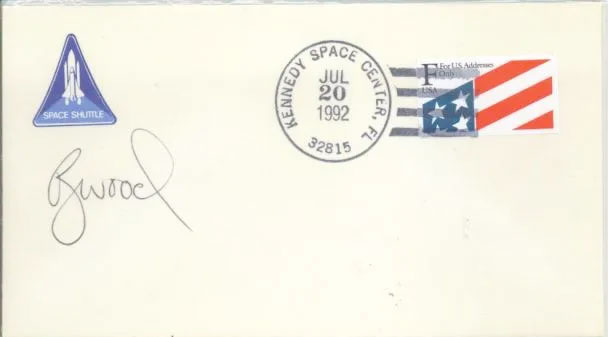 SPACE SHUTTLE
KENNEDY SPACE CENTER, FL
JUL
20
1992
32815
F For U.S. Addresses
Only
USA